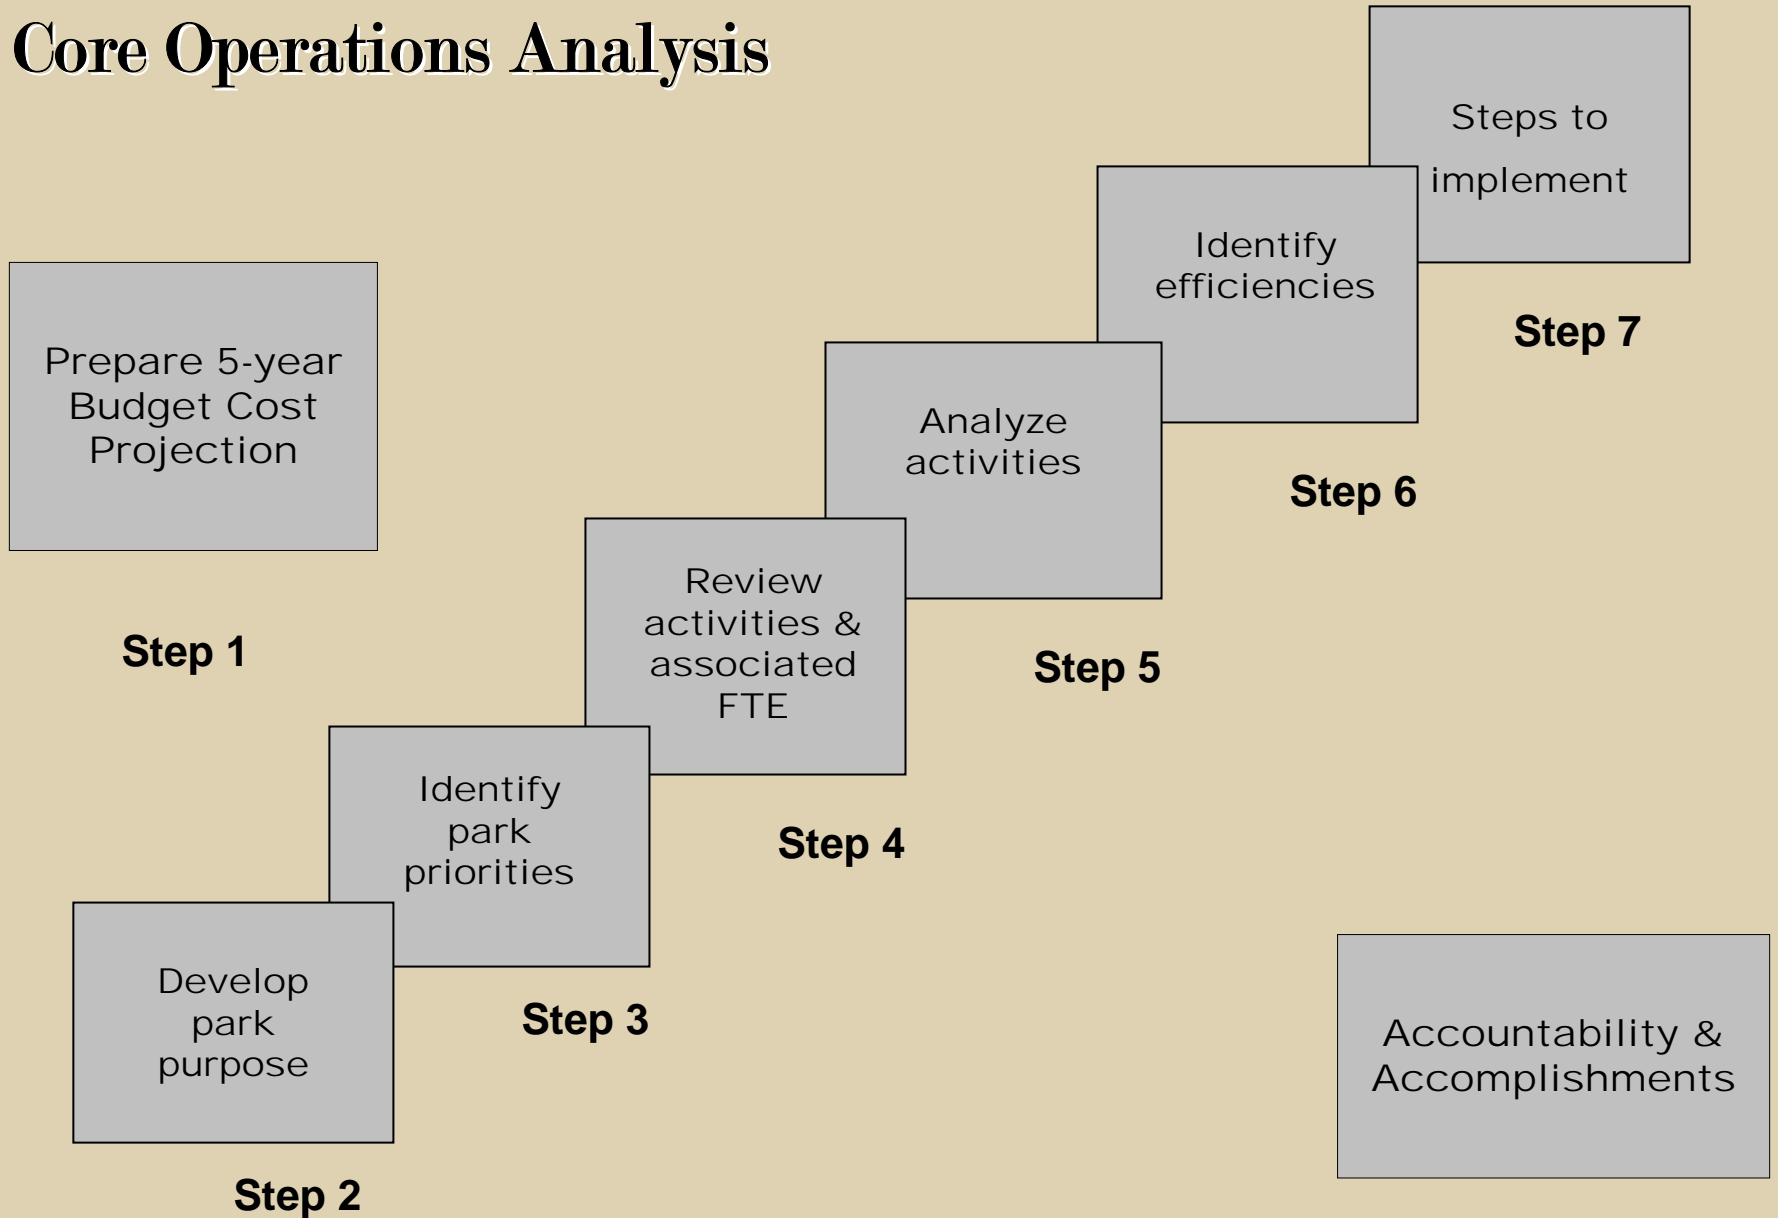 Core Operations Analysis
Prepare 5-year
Budget Cost
Projection
Step 1
Develop
park
purpose
Step 2
Identify
park
priorities
Step 3
Review
activities &
associated
FTE
Step 4
Analyze
activities
Step 5
Identify
efficiencies
Step 6
Steps to
implement
Step 7
Accountability &
Accomplishments